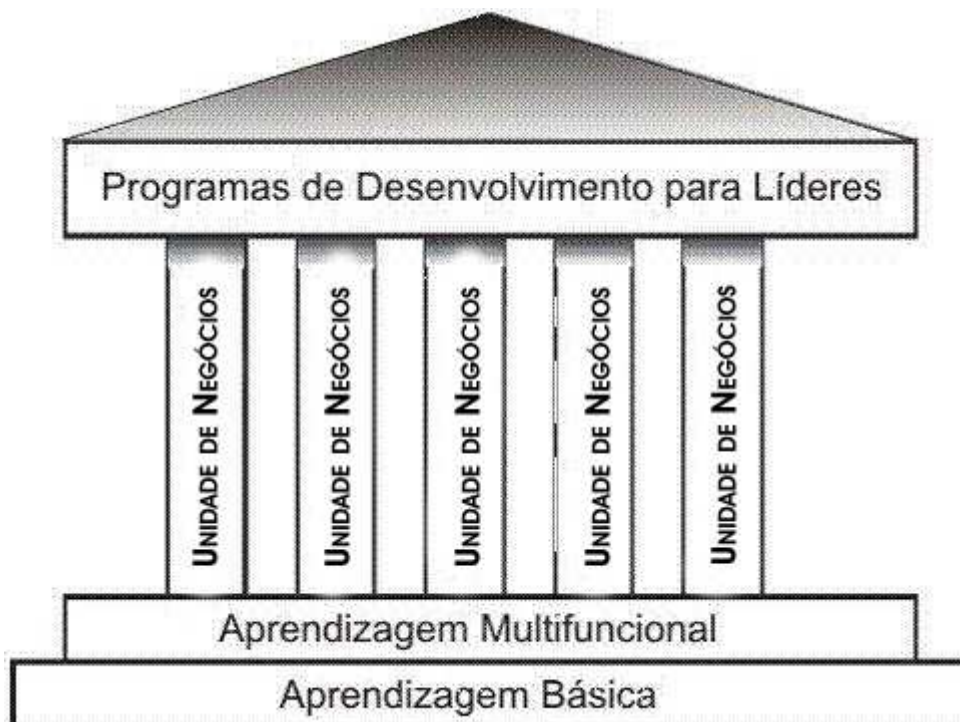 Programas de Desenvolvimento para Líderes
UNIDADE DE NEGÓCIOS
UNIDADE DE NEGÓCIOS
UNIDADE DE NEGÓCIOS
UNIDADE DE NEGÓCIOS
UNIDADE DE NEGÓCIOS
Aprendizagem Multifuncional
Aprendizagem Básica